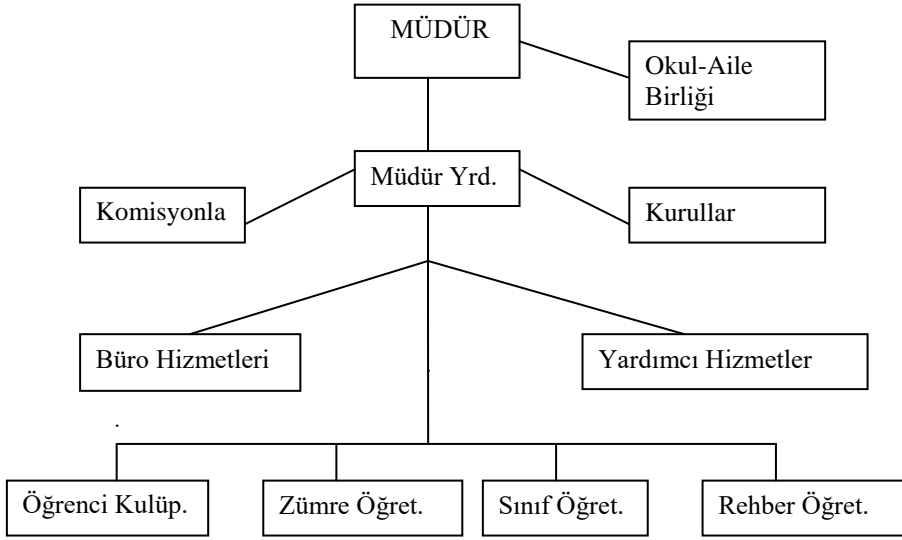 MÜDÜR
Okul-Aile
Birliği
Müdür Yrd.
Komisyonla
Kurullar
Büro Hizmetleri
Yardımcı Hizmetler
Öğrenci Kulüp.
Zümre Öğret.
Sınıf Öğret.
Rehber Öğret.